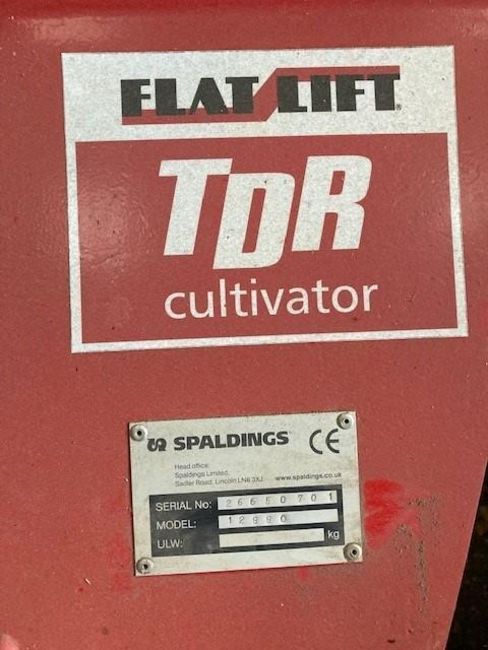 FLAT LIFT®
TDR
cultivator
SPALDINGS
CE
Head office:
Spaldings Limited,
Sadler Road, Lincoln LN6 3XJ www.spaldings.co.uk
SERIAL No: 26650701
MODEL:
ULW: kg